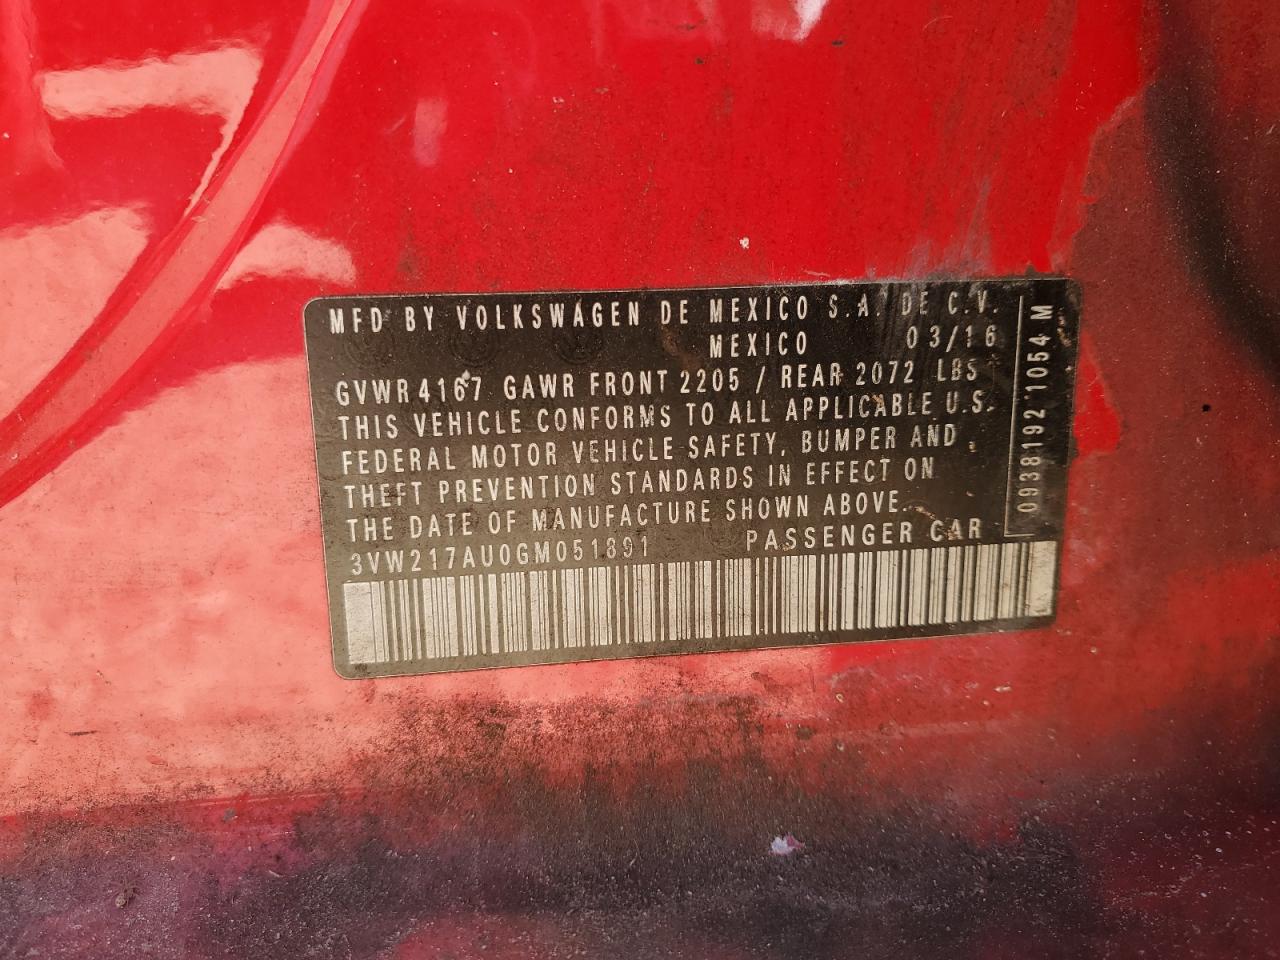 MFD BY VOLKSWAGEN DE MEXICO S.A. DE C.V.
MEXICO 03/16
GVWR 4167 GAWR FRONT 2205 / REAR 2072 LBS
THIS VEHICLE CONFORMS TO ALL APPLICABLE U.S.
FEDERAL MOTOR VEHICLE SAFETY, BUMPER AND
THEFT PREVENTION STANDARDS IN EFFECT ON
THE DATE OF MANUFACTURE SHOWN ABOVE.
3VW217AU0GM051891 PASSENGER CAR
09381921054 M